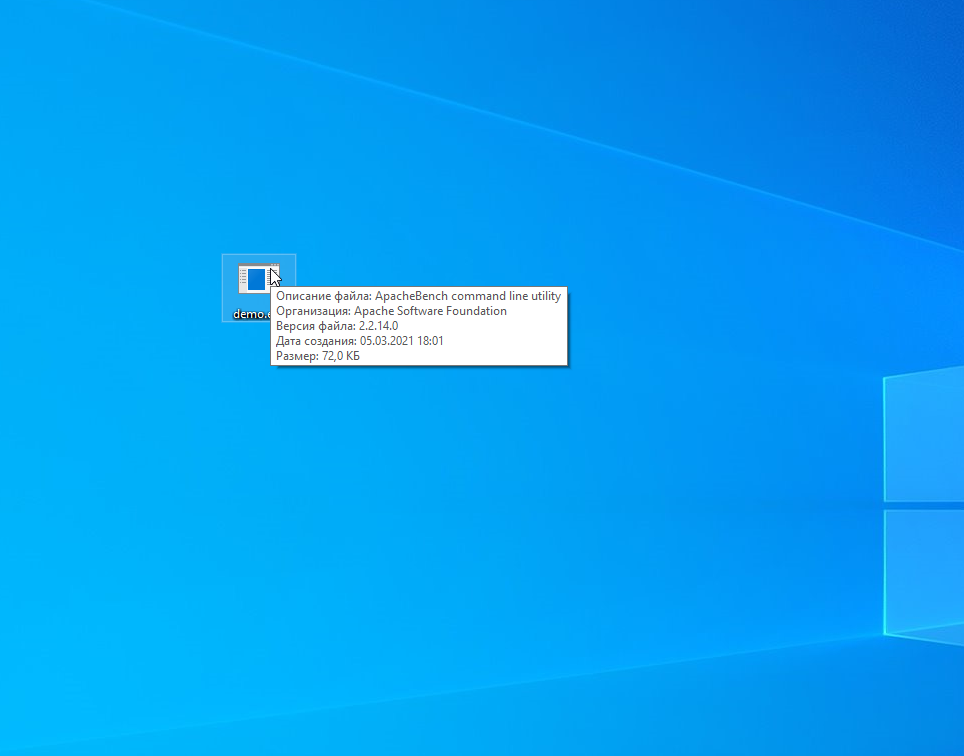 demo.e
Описание файла: ApacheBench command line utility
Организация: Apache Software Foundation
Версия файла: 2.2.14.0
Дата создания: 05.03.2021 18:01
Размер: 72,0 КБ